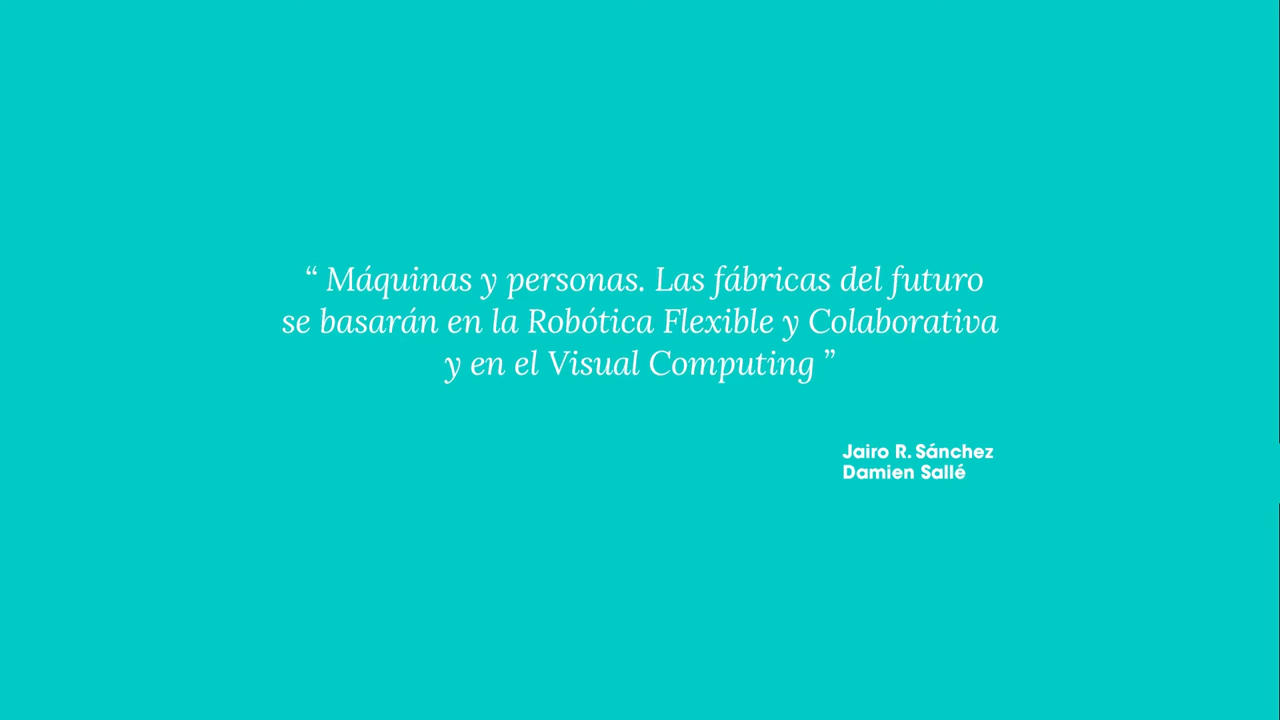 “ Máquinas y personas. Las fábricas del futuro
se basarán en la Robótica Flexible y Colaborativa
y en el Visual Computing ”
Jairo R. Sánchez
Damien Sallé